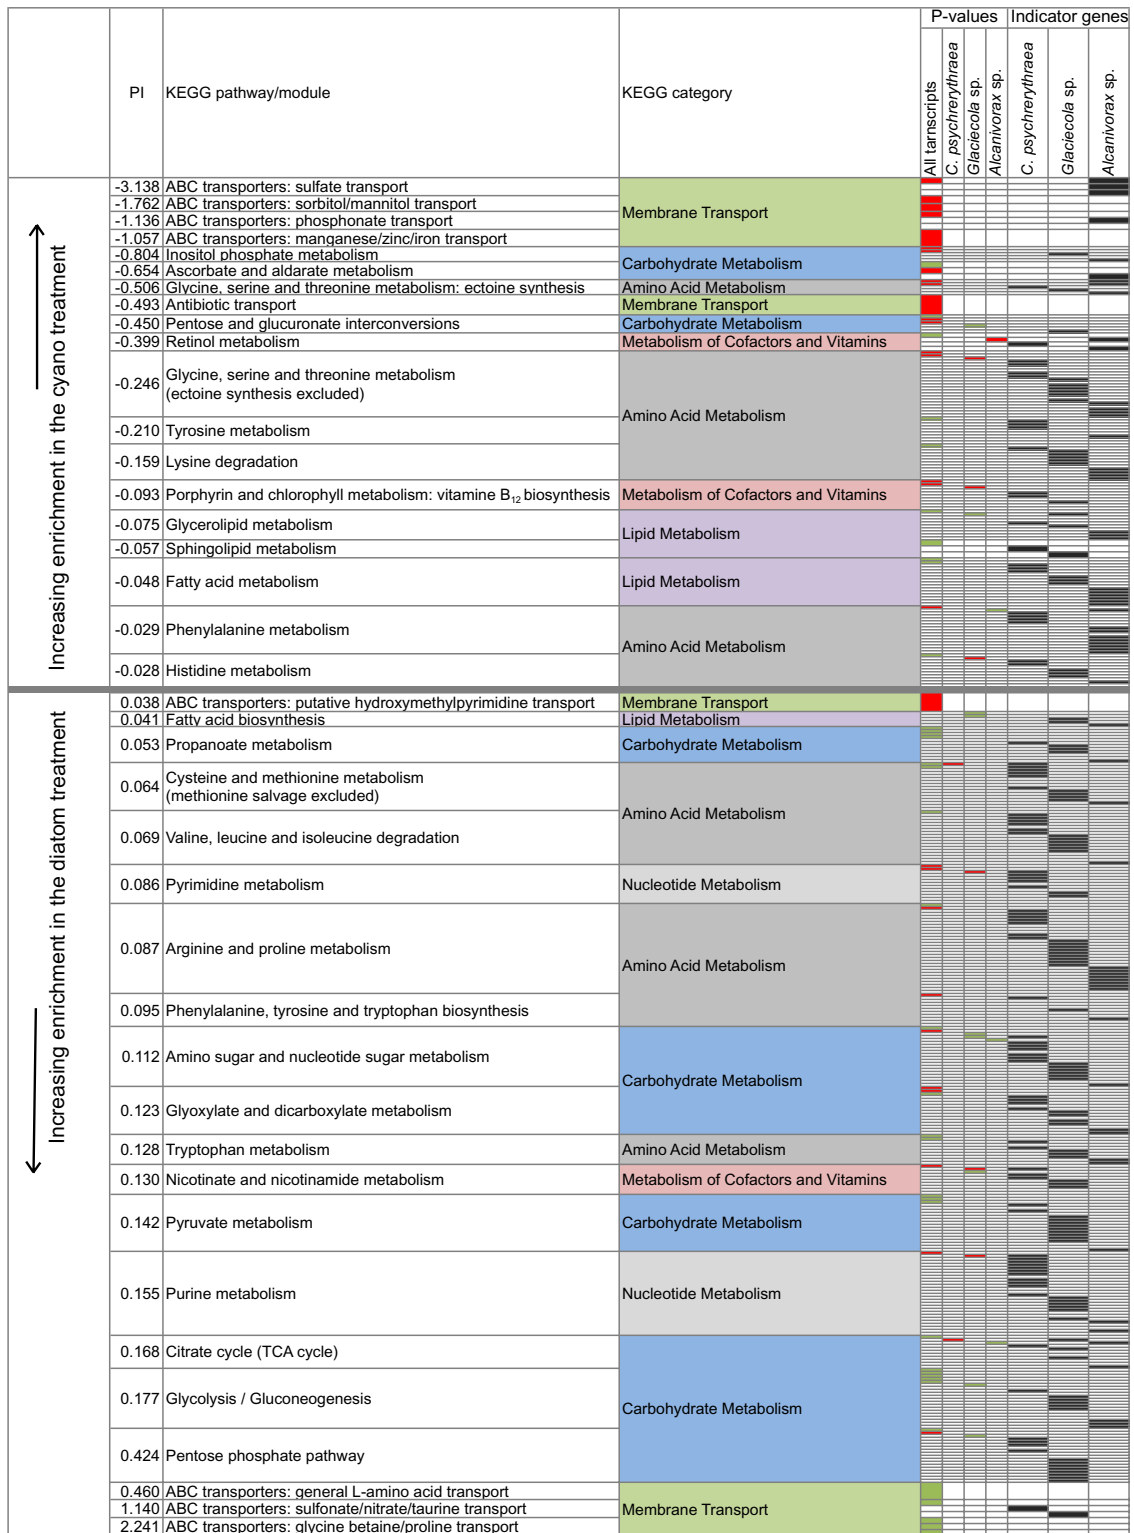 P-values Indicator genes
PI KEGG pathway/module KEGG category
All tarnscripts
C. psychrerythraea
Glaciecola sp.
Alcanivorax sp.
C. psychrerythraea
Glaciecola sp.
Alcanivorax sp.
Increasing enrichment in the cyano treatment
-3.138 ABC transporters: sulfate transport
-1.762 ABC transporters: sorbitol/mannitol transport
Membrane Transport
-1.136 ABC transporters: phosphonate transport
-1.057 ABC transporters: manganese/zinc/iron transport
-0.804 Inositol phosphate metabolism
Carbohydrate Metabolism
-0.654 Ascorbate and aldarate metabolism
-0.506 Glycine, serine and threonine metabolism: ectoine synthesis Amino Acid Metabolism
-0.493 Antibiotic transport Membrane Transport
-0.450 Pentose and glucuronate interconversions Carbohydrate Metabolism
-0.399 Retinol metabolism Metabolism of Cofactors and Vitamins
-0.246 Glycine, serine and threonine metabolism
(ectoine synthesis excluded)
Amino Acid Metabolism
-0.210 Tyrosine metabolism
-0.159 Lysine degradation
-0.093 Porphyrin and chlorophyll metabolism: vitamine B12 biosynthesis Metabolism of Cofactors and Vitamins
-0.075 Glycerolipid metabolism
Lipid Metabolism
-0.057 Sphingolipid metabolism
-0.048 Fatty acid metabolism Lipid Metabolism
-0.029 Phenylalanine metabolism
Amino Acid Metabolism
-0.028 Histidine metabolism
Increasing enrichment in the diatom treatment
0.038 ABC transporters: putative hydroxymethylpyrimidine transport Membrane Transport
0.041 Fatty acid biosynthesis Lipid Metabolism
0.053 Propanoate metabolism Carbohydrate Metabolism
0.064 Cysteine and methionine metabolism
(methionine salvage excluded)
Amino Acid Metabolism
0.069 Valine, leucine and isoleucine degradation
0.086 Pyrimidine metabolism Nucleotide Metabolism
0.087 Arginine and proline metabolism
Amino Acid Metabolism
0.095 Phenylalanine, tyrosine and tryptophan biosynthesis
0.112 Amino sugar and nucleotide sugar metabolism
Carbohydrate Metabolism
0.123 Glyoxylate and dicarboxylate metabolism
0.128 Tryptophan metabolism Amino Acid Metabolism
0.130 Nicotinate and nicotinamide metabolism Metabolism of Cofactors and Vitamins
0.142 Pyruvate metabolism Carbohydrate Metabolism
0.155 Purine metabolism Nucleotide Metabolism
0.168 Citrate cycle (TCA cycle)
0.177 Glycolysis / Gluconeogenesis
Carbohydrate Metabolism
0.424 Pentose phosphate pathway
0.460 ABC transporters: general L-amino acid transport
1.140 ABC transporters: sulfonate/nitrate/taurine transport Membrane Transport
2.241 ABC transporters: glycine betaine/proline transport